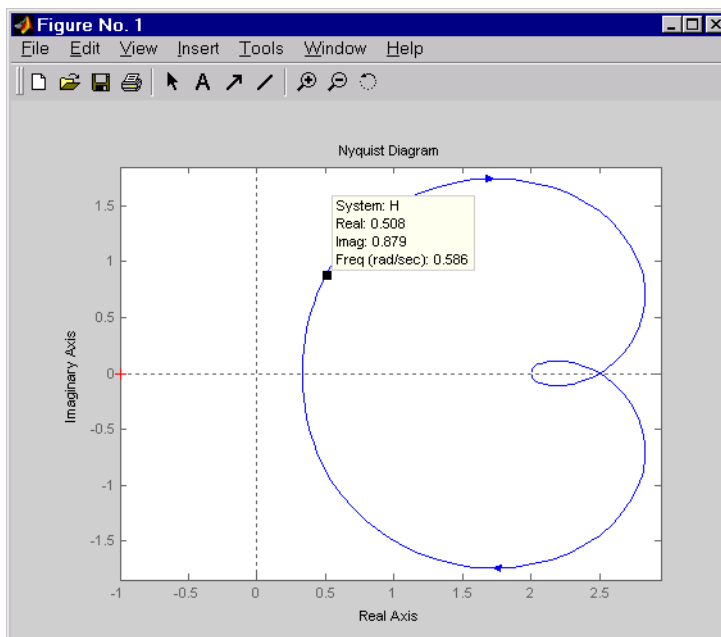 Figure No. 1
File Edit View Insert Tools Window Help
A
Nyquist Diagram
System: H
Real: 0.508
Imag: 0.879
Freq (rad/sec): 0.586
Imaginary Axis
1.5
1
0.5
0
-0.5
-1
-1.5
-1 -0.5 0 0.5 1 1.5 2 2.5
Real Axis